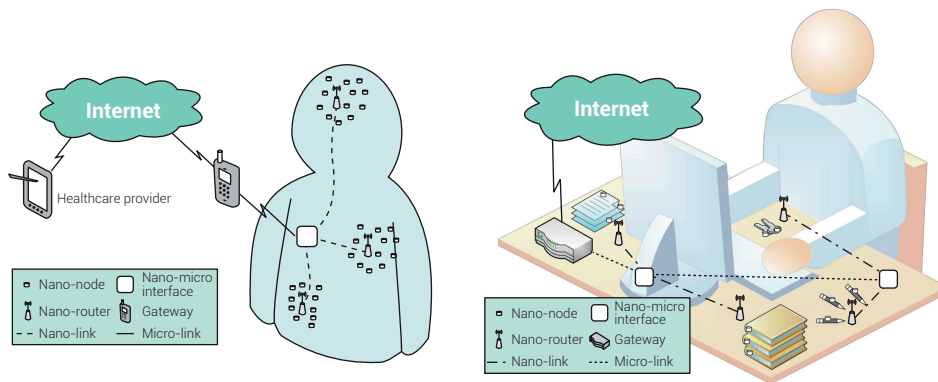 Internet
Healthcare provider
Nano-node
Nano-micro
interface
Nano-router
Gateway
Nano-link
Micro-link
Internet
Nano-node
Nano-micro
interface
Nano-router
Gateway
Nano-link
Micro-link